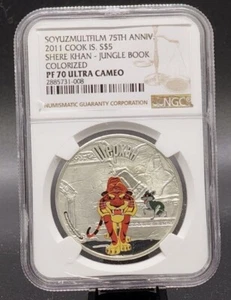 SOYUZMULTFILM 75TH ANNIV
2011 COOK IS. S$5
SHERE KHAN - JUNGLE BOOK
COLORIZED
PF 70 ULTRA CAMEO
2885731-008
NUMISMATIC GUARANTY CORPORATION
NGC